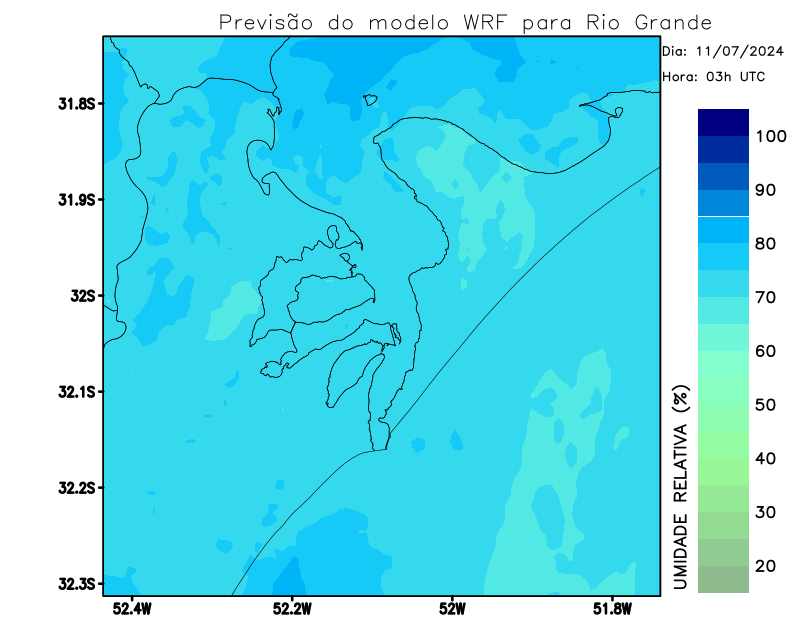 Previsão do modelo WRF para Rio Grande
Dia: 11/07/2024
Hora: 03h UTC
31.8S
31.9S
32S
32.1S
32.2S
32.3S
52.4W
52.2W
52W
51.8W
100
90
80
70
60
50
40
30
20
UMIDADE RELATIVA (%)